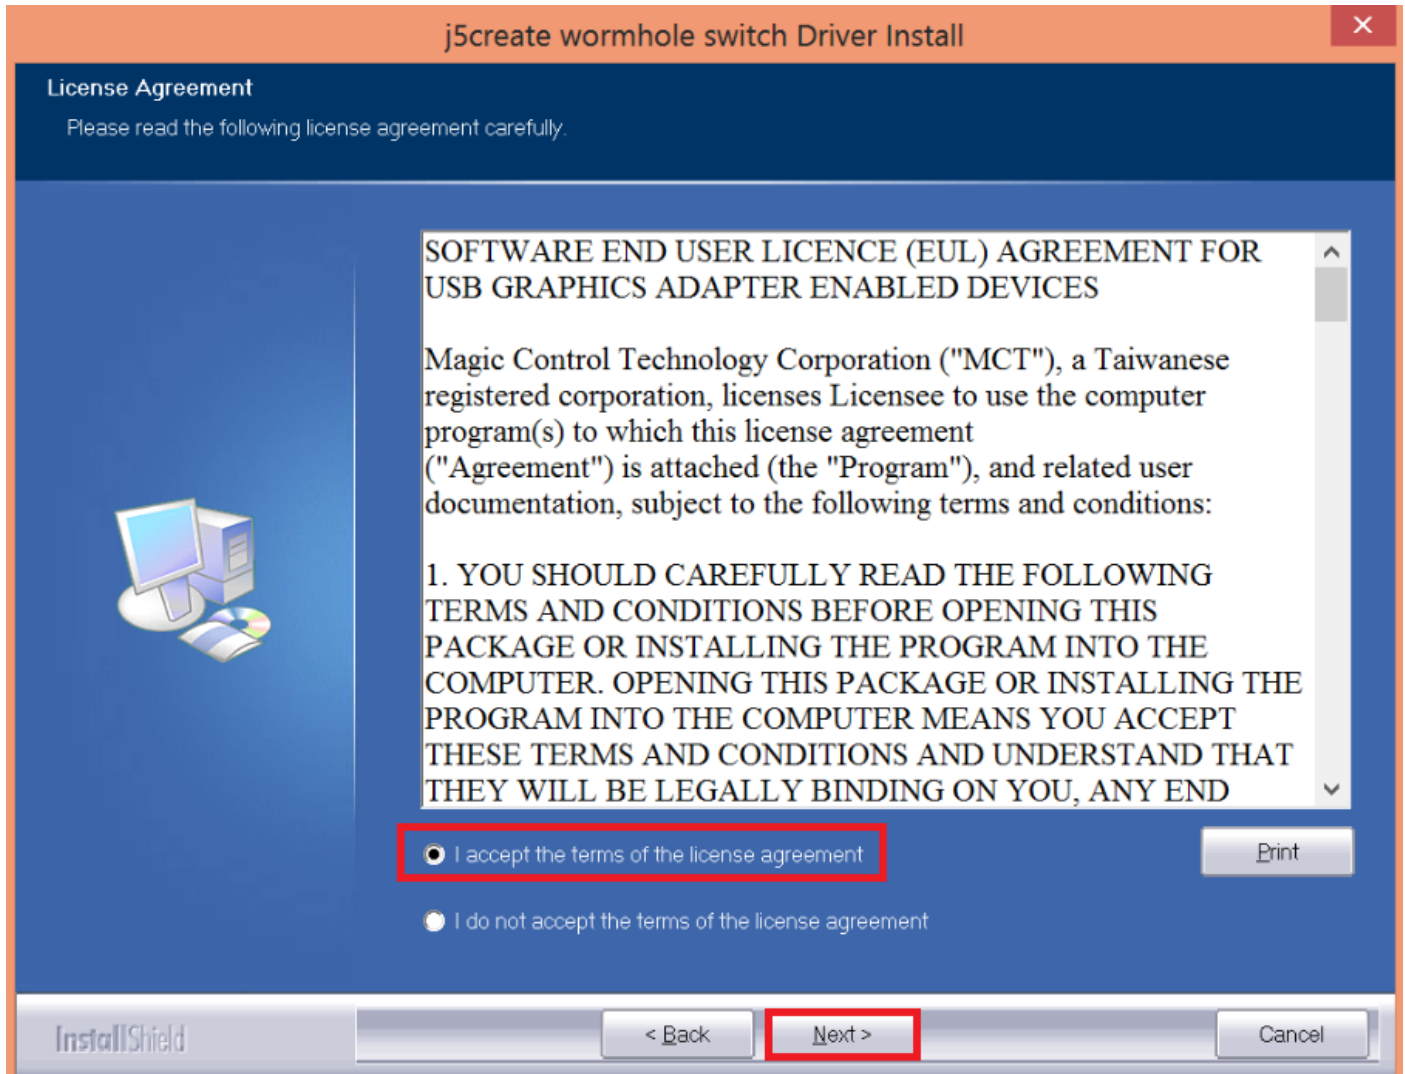 j5create wormhole switch Driver Install
License Agreement
Please read the following license agreement carefully.
SOFTWARE END USER LICENCE (EUL) AGREEMENT FOR
USB GRAPHICS ADAPTER ENABLED DEVICES
Magic Control Technology Corporation ("MCT"), a Taiwanese
registered corporation, licenses Licensee to use the computer
program(s) to which this license agreement
("Agreement") is attached (the "Program"), and related user
documentation, subject to the following terms and conditions:
1. YOU SHOULD CAREFULLY READ THE FOLLOWING
TERMS AND CONDITIONS BEFORE OPENING THIS
PACKAGE OR INSTALLING THE PROGRAM INTO THE
COMPUTER. OPENING THIS PACKAGE OR INSTALLING THE
PROGRAM INTO THE COMPUTER MEANS YOU ACCEPT
THESE TERMS AND CONDITIONS AND UNDERSTAND THAT
THEY WILL BE LEGALLY BINDING ON YOU, ANY END
I accept the terms of the license agreement
Print
I do not accept the terms of the license agreement
InstallShield
< Back
Next >
Cancel